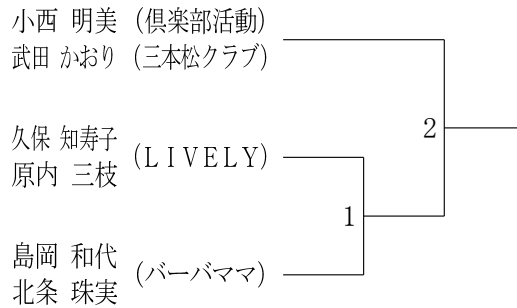 小西 明美 (倶楽部活動)
武田 かおり (三本松クラブ)
2
久保 知寿子
(ＬＩＶＥＬＹ)
原内 三枝
1
島岡 和代
(バーバママ)
北条 珠実